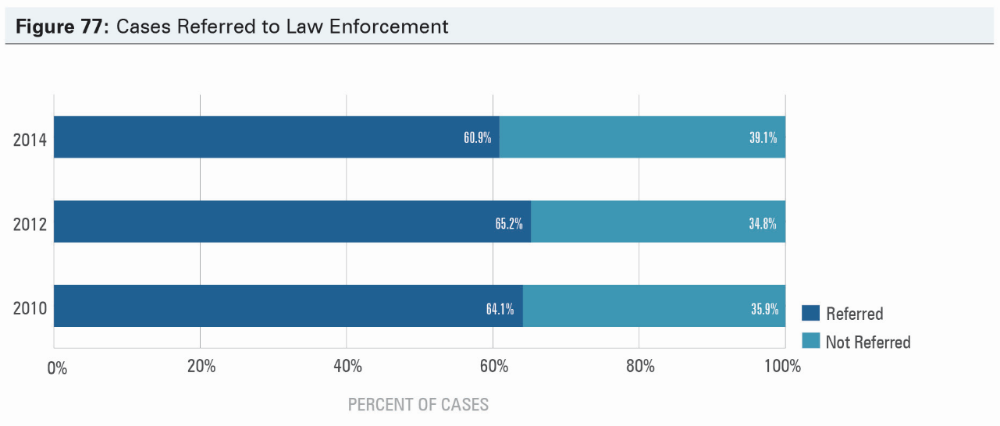 Figure 77: Cases Referred to Law Enforcement
2014 60.9% 39.1%
2012 65.2% 34.8%
2010 64.1% 35.9%
Referred
Not Referred
0% 20% 40% 60% 80% 100%
PERCENT OF CASES